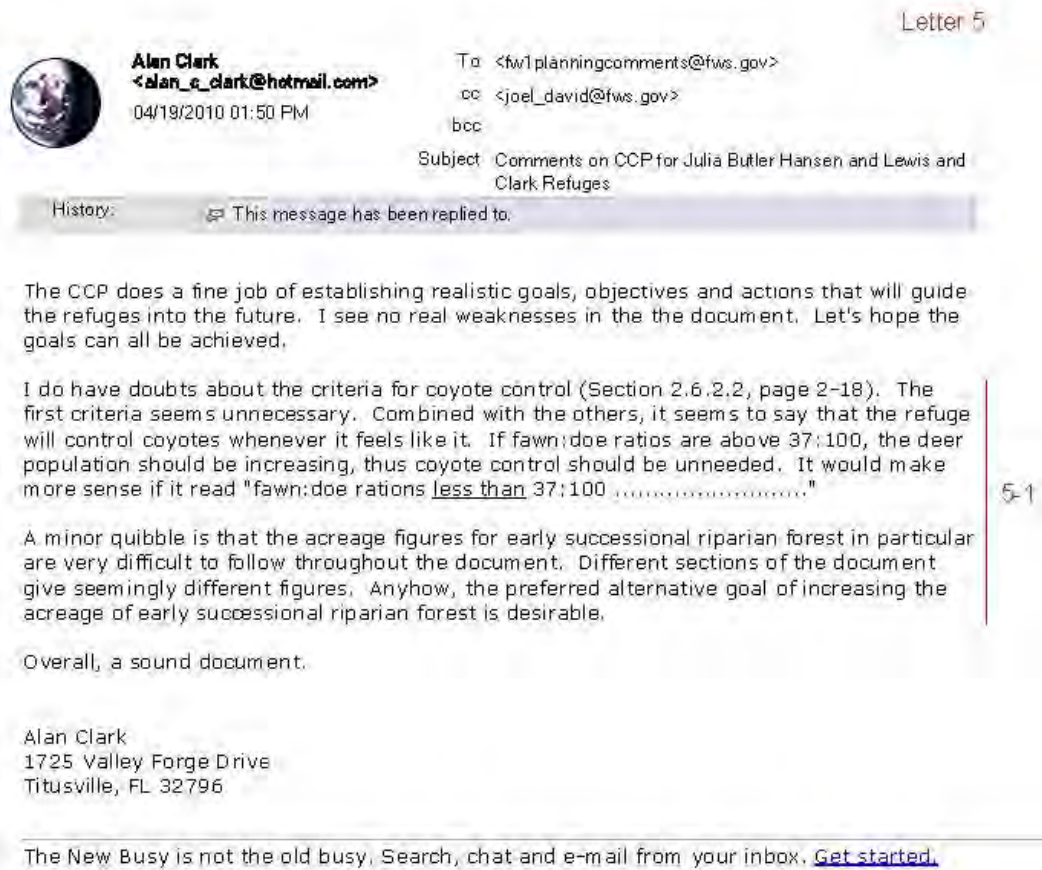 Letter 5
Alan Clark
<alan_c_clark@hotmail.com>
04/19/2010 01:50 PM
To <fw1planningcomments@fws.gov>
cc <joel_david@fws.gov>
bcc
Subject Comments on CCP for Julia Butler Hansen and Lewis and
Clark Refuges
History: This message has been replied to.
The CCP does a fine job of establishing realistic goals, objectives and actions that will guide
the refuges into the future. I see no real weaknesses in the the document. Let's hope the
goals can all be achieved.
I do have doubts about the criteria for coyote control (Section 2.6.2.2, page 2-18). The
first criteria seems unnecessary. Combined with the others, it seems to say that the refuge
will control coyotes whenever it feels like it. If fawn:doe ratios are above 37:100, the deer
population should be increasing, thus coyote control should be unneeded. It would make
more sense if it read "fawn:doe rations less than 37:100 ..........................."
5-1
A minor quibble is that the acreage figures for early successional riparian forest in particular
are very difficult to follow throughout the document. Different sections of the document
give seemingly different figures. Anyhow, the preferred alternative goal of increasing the
acreage of early successional riparian forest is desirable.
Overall, a sound document.
Alan Clark
1725 Valley Forge Drive
Titusville, FL 32796
The New Busy is not the old busy. Search, chat and e-mail from your inbox. Get started.